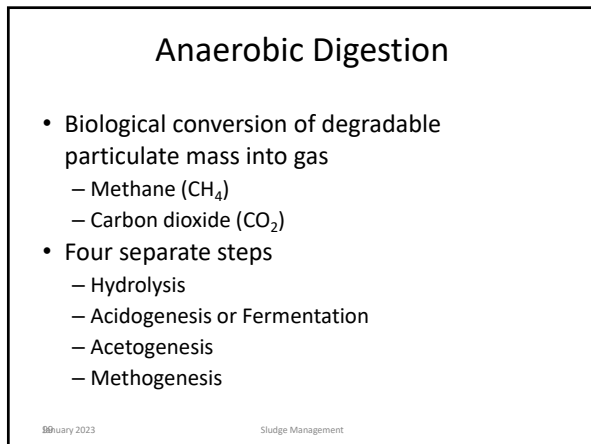 Anaerobic Digestion
• Biological conversion of degradable
particulate mass into gas
– Methane (CH₄)
– Carbon dioxide (CO₂)
• Four separate steps
– Hydrolysis
– Acidogenesis or Fermentation
– Acetogenesis
– Methogenesis
2023
Sludge Management